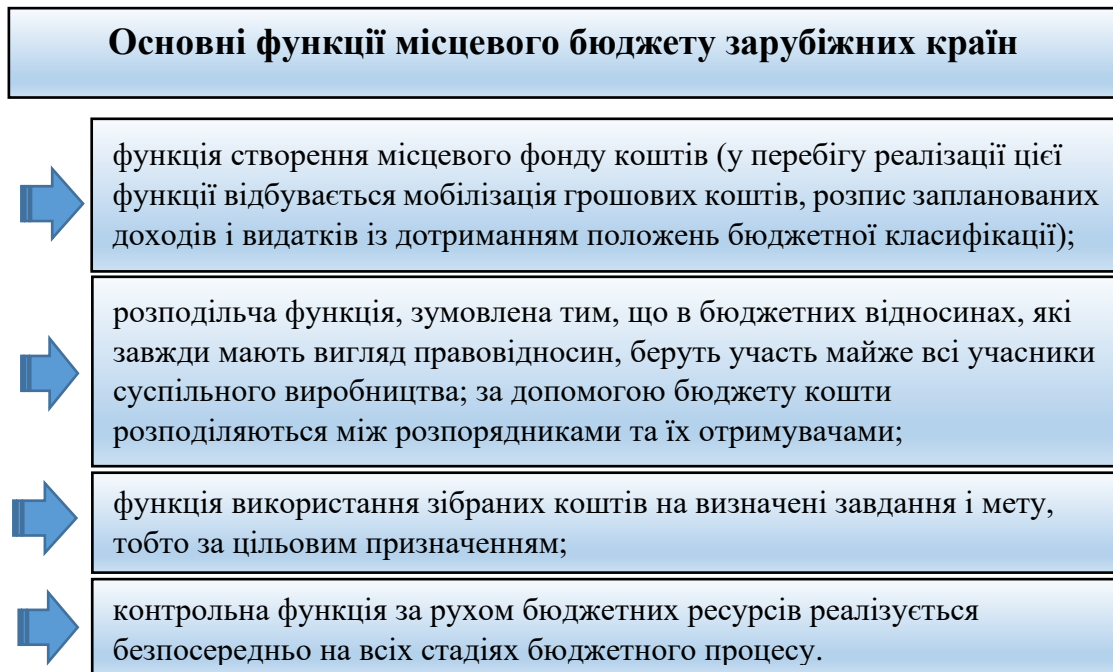 Основні функції місцевого бюджету зарубіжних країн
функція створення місцевого фонду коштів (у перебігу реалізації цієї
функції відбувається мобілізація грошових коштів, розпис запланованих
доходів і видатків із дотриманням положень бюджетної класифікації);
розподільча функція, зумовлена тим, що в бюджетних відносинах, які
завжди мають вигляд правовідносин, беруть участь майже всі учасники
суспільного виробництва; за допомогою бюджету кошти
розподіляються між розпорядниками та їх отримувачами;
функція використання зібраних коштів на визначені завдання і мету,
тобто за цільовим призначенням;
контрольна функція за рухом бюджетних ресурсів реалізується
безпосередньо на всіх стадіях бюджетного процесу.